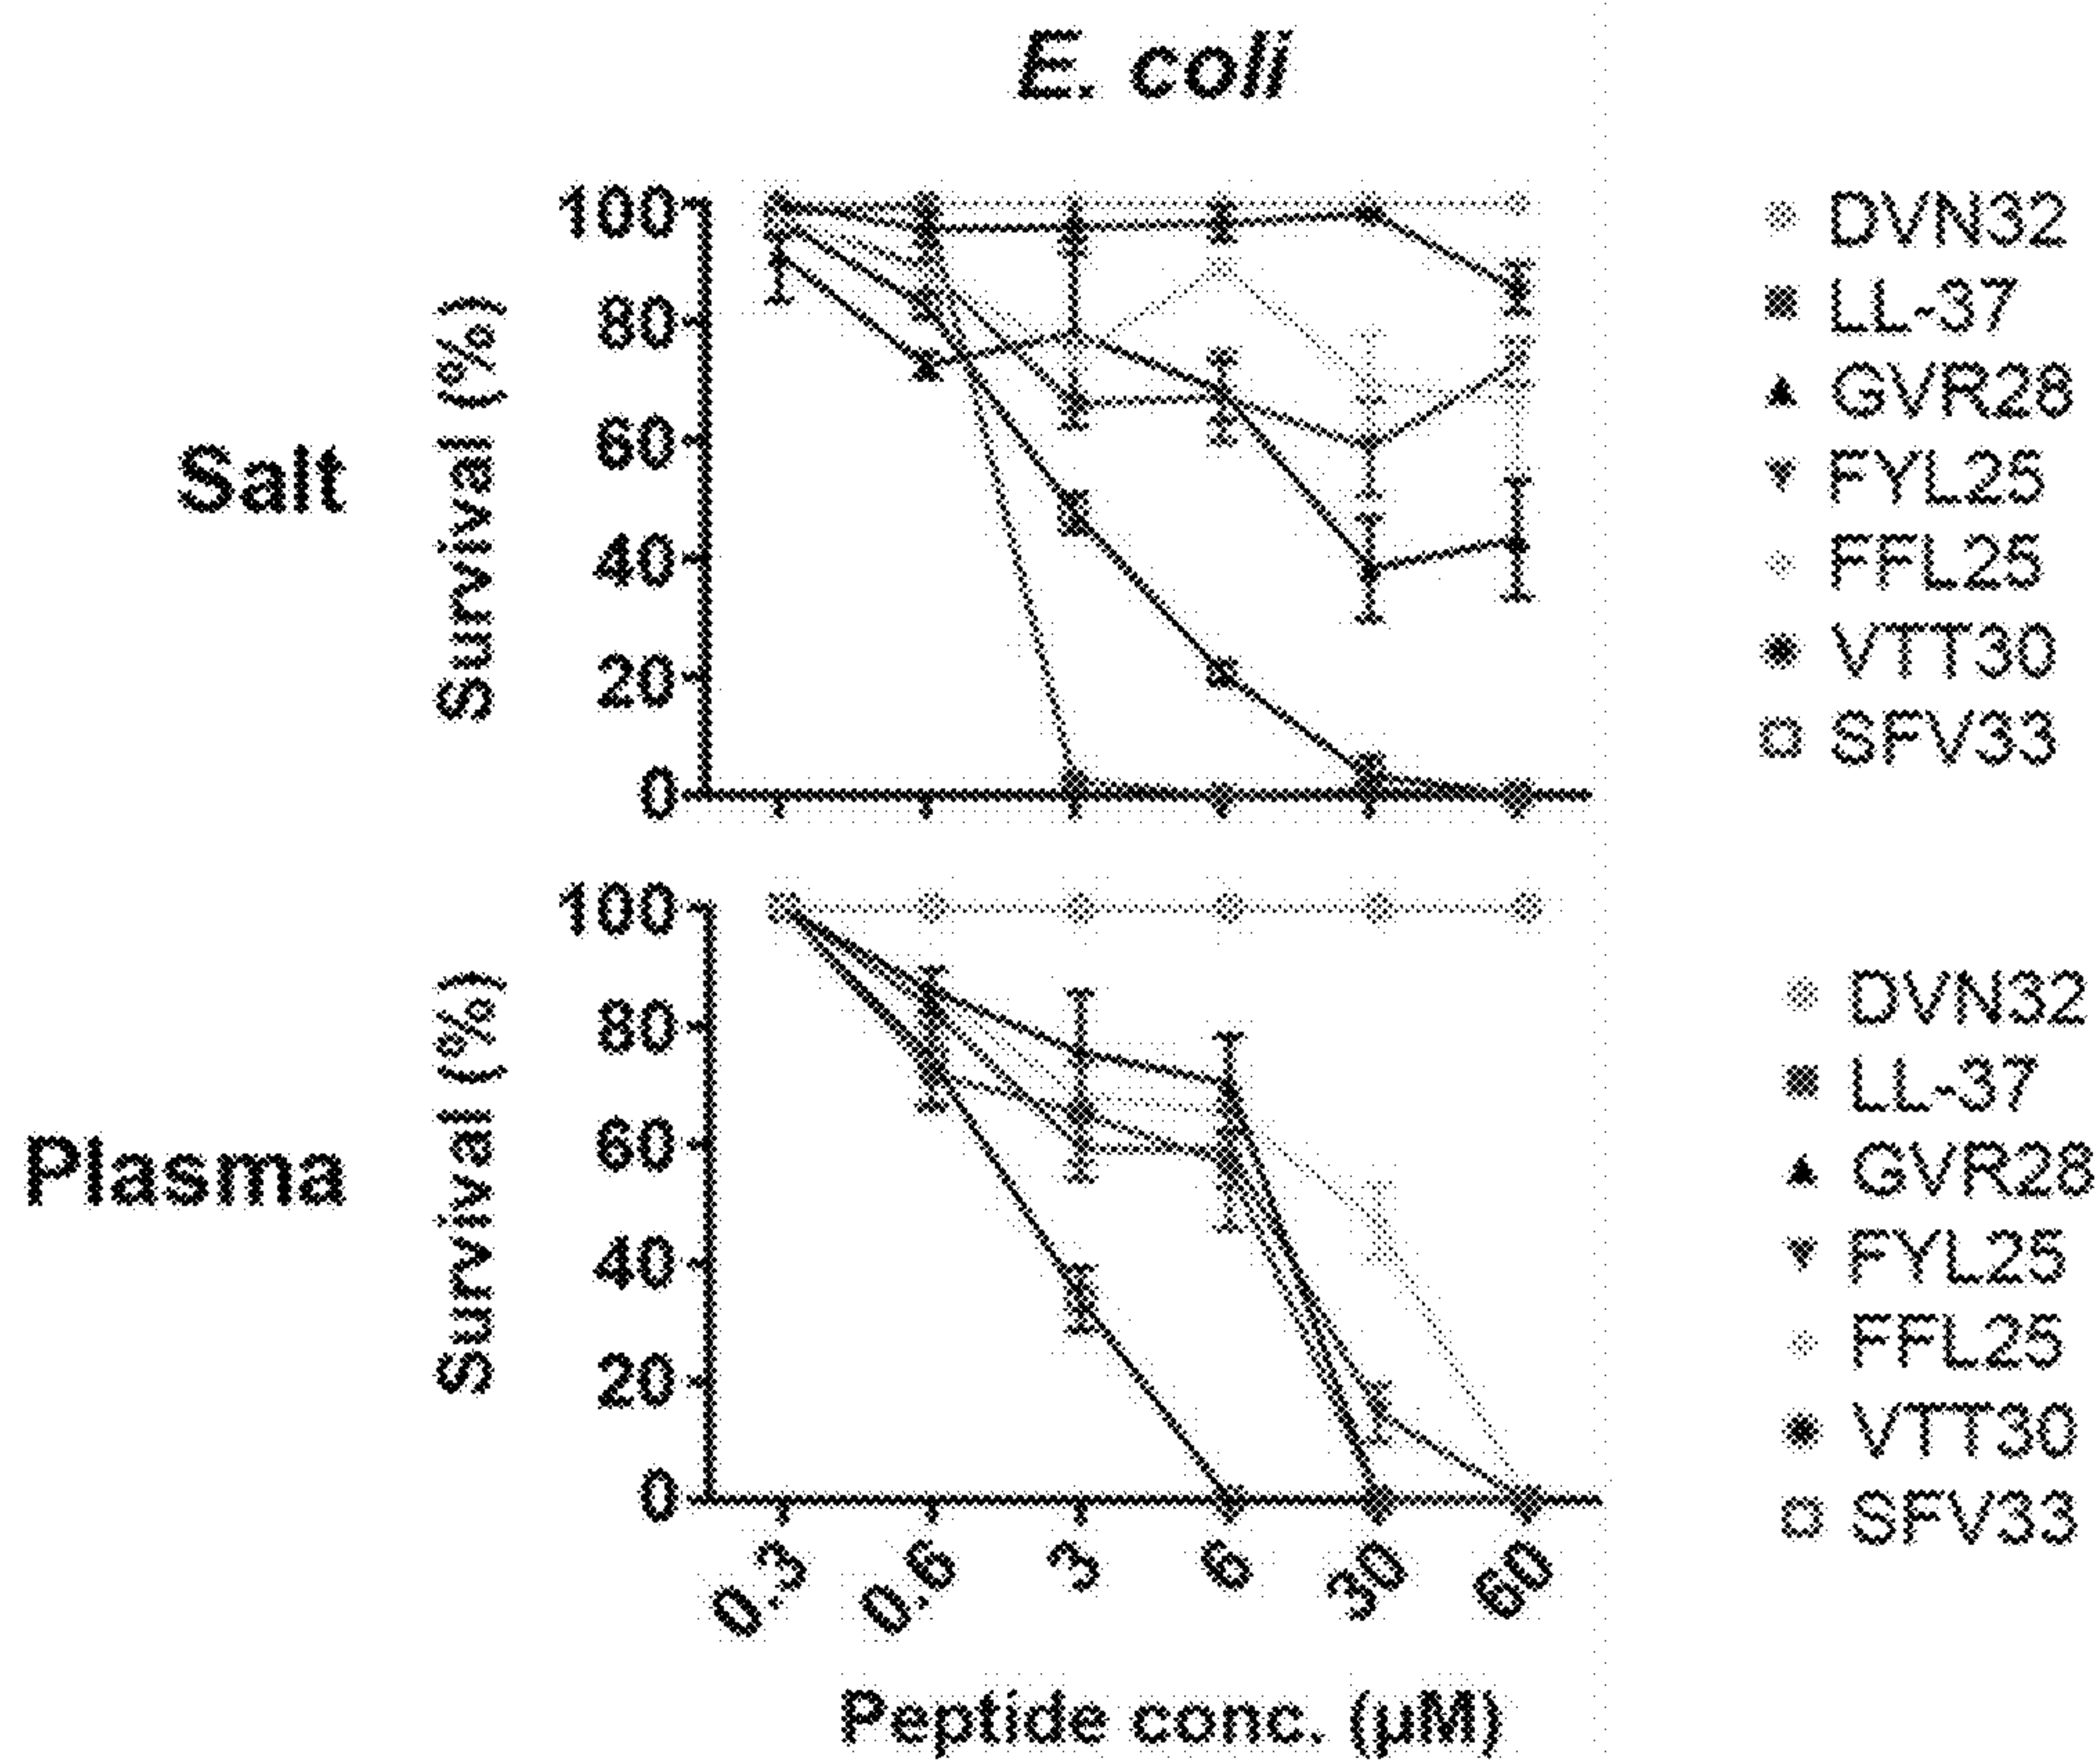 E. coli
Salt
Survival (%)
100
80
60
40
20
0
DVN32
LL-37
GVR28
FYL25
FFL25
VTT30
SFV33
Plasma
Survival (%)
100
80
60
40
20
0
DVN32
LL-37
GVR28
FYL25
FFL25
VTT30
SFV33
0.3
0.6
3
6
30
60
Peptide conc. (µM)